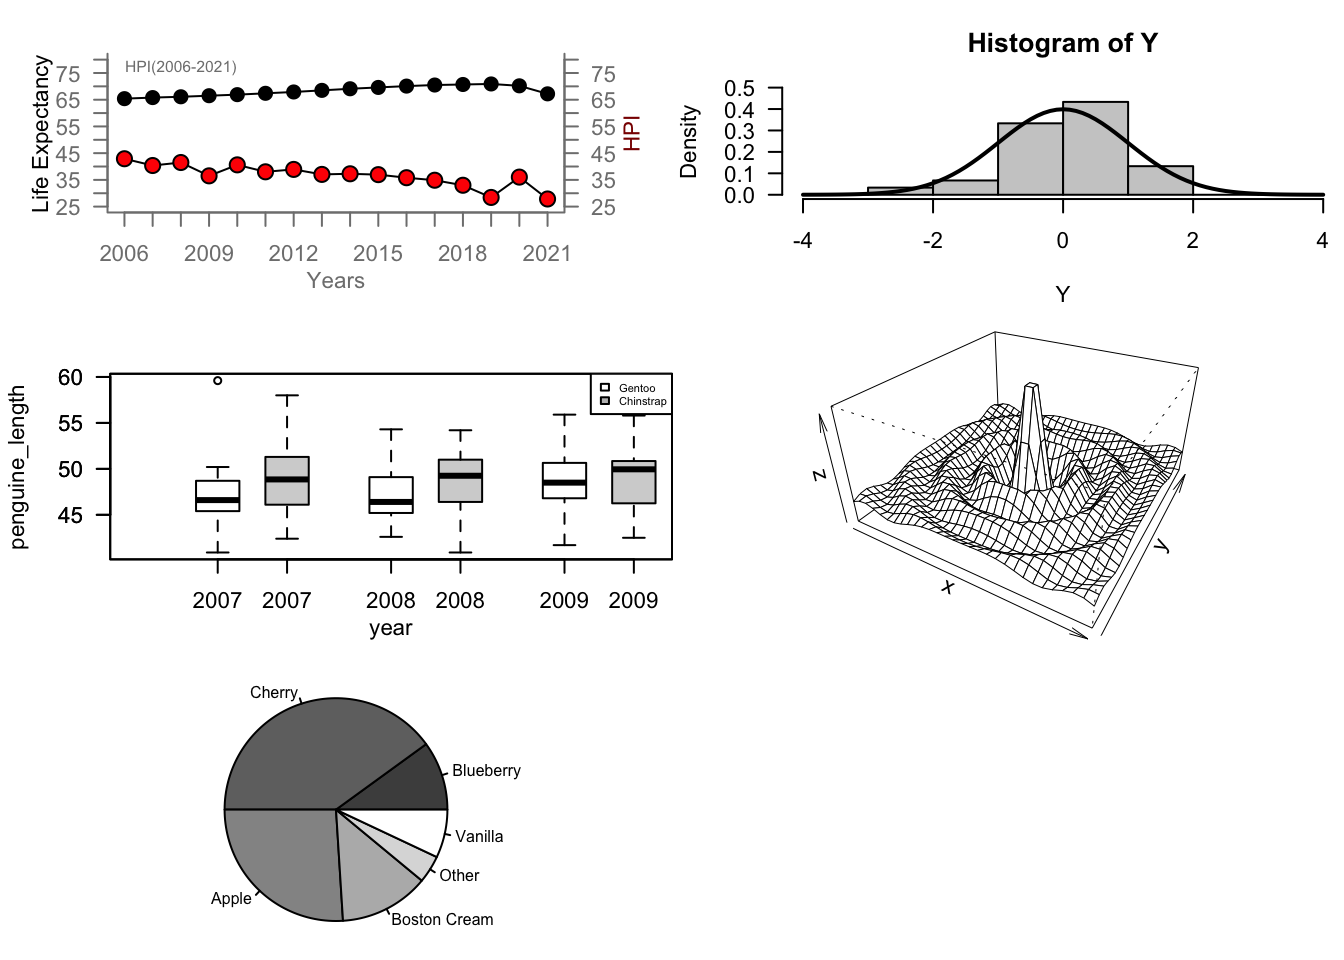 Life Expectancy
75
65
55
45
35
25
HPI(2006-2021)
75
65
55
45
35
25
HPI
2006 2009 2012 2015 2018 2021
Years
Histogram of Y
Density
0.5
0.4
0.3
0.2
0.1
0.0
-4 -2 0 2 4
Y
penguine_length
60
55
50
45
Gentoo
Chinstrap
2007 2007 2008 2008 2009 2009
year
z
x
y
Cherry
Blueberry
Vanilla
Other
Apple
Boston Cream